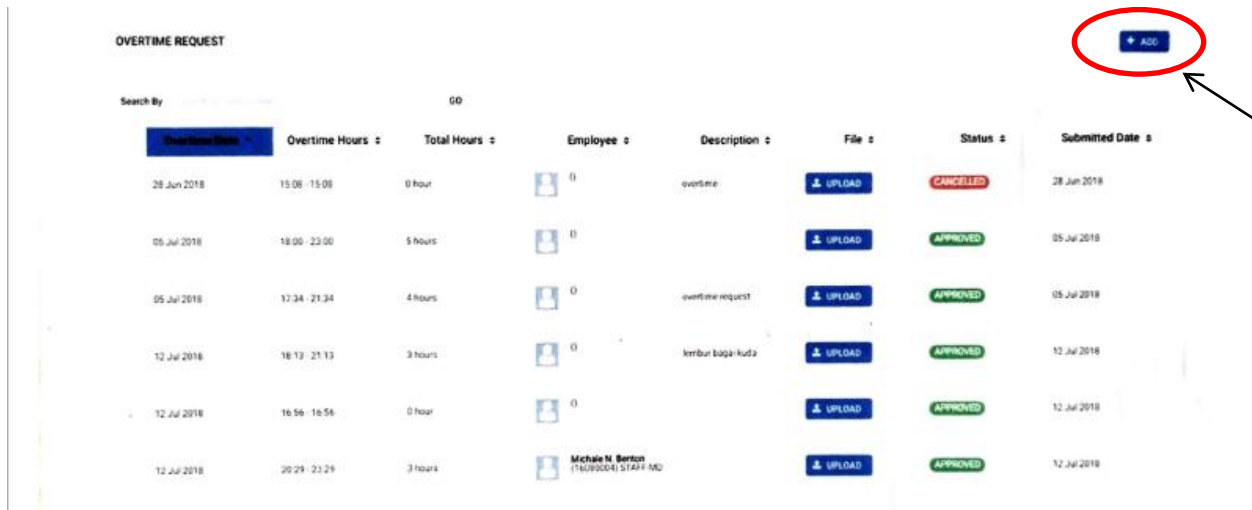 OVERTIME REQUEST
+ ADD
Search By
GO
Overtime Date Overtime Hours Total Hours Employee Description File Status Submitted Date
28 Jun 2018 15:08 - 15:08 0 hour 0 overtime UPLOAD CANCELLED 28 Jun 2018
05 Jul 2018 18:00 - 23:00 5 hours 0 UPLOAD APPROVED 05 Jul 2018
05 Jul 2018 17:34 - 21:34 4 hours 0 overtime request UPLOAD APPROVED 05 Jul 2018
12 Jul 2018 18:13 - 21:13 3 hours 0 lembur bagai kuda UPLOAD APPROVED 12 Jul 2018
12 Jul 2018 16:56 - 16:56 0 hour 0 UPLOAD APPROVED 12 Jul 2018
12 Jul 2018 20:29 - 23:29 3 hours Michale N. Benton UPLOAD APPROVED 12 Jul 2018
(16080004) STAFF-MD